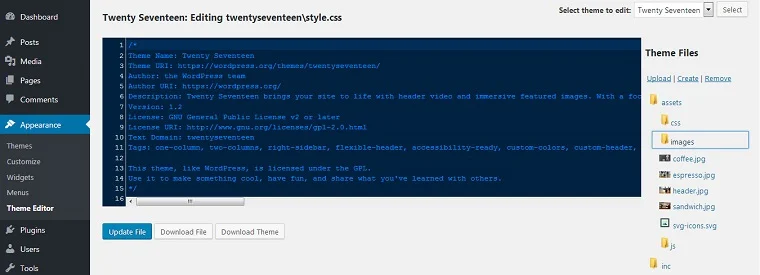 Dashboard
Posts
Media
Pages
Comments
Appearance
Themes
Customize
Widgets
Menus
Theme Editor
Plugins
Users
Tools
Twenty Seventeen: Editing twentyseventeen\style.css
Select theme to edit: Twenty Seventeen Select
1 /*
2 Theme Name: Twenty Seventeen
3 Theme URI: https://wordpress.org/themes/twentyseventeen/
4 Author: the WordPress team
5 Author URI: https://wordpress.org/
6 Description: Twenty Seventeen brings your site to life with header video and immersive featured images. With a foc
7 Version: 1.2
8 License: GNU General Public License v2 or later
9 License URI: http://www.gnu.org/licenses/gpl-2.0.html
10 Text Domain: twentyseventeen
11 Tags: one-column, two-columns, right-sidebar, flexible-header, accessibility-ready, custom-colors, custom-header,
12
13 This theme, like WordPress, is licensed under the GPL.
14 Use it to make something cool, have fun, and share what you've learned with others.
15 */
16
Update File Download File Download Theme
Theme Files
Upload | Create | Remove
assets
css
images
coffee.jpg
espresso.jpg
header.jpg
sandwich.jpg
svg-icons.svg
js
inc